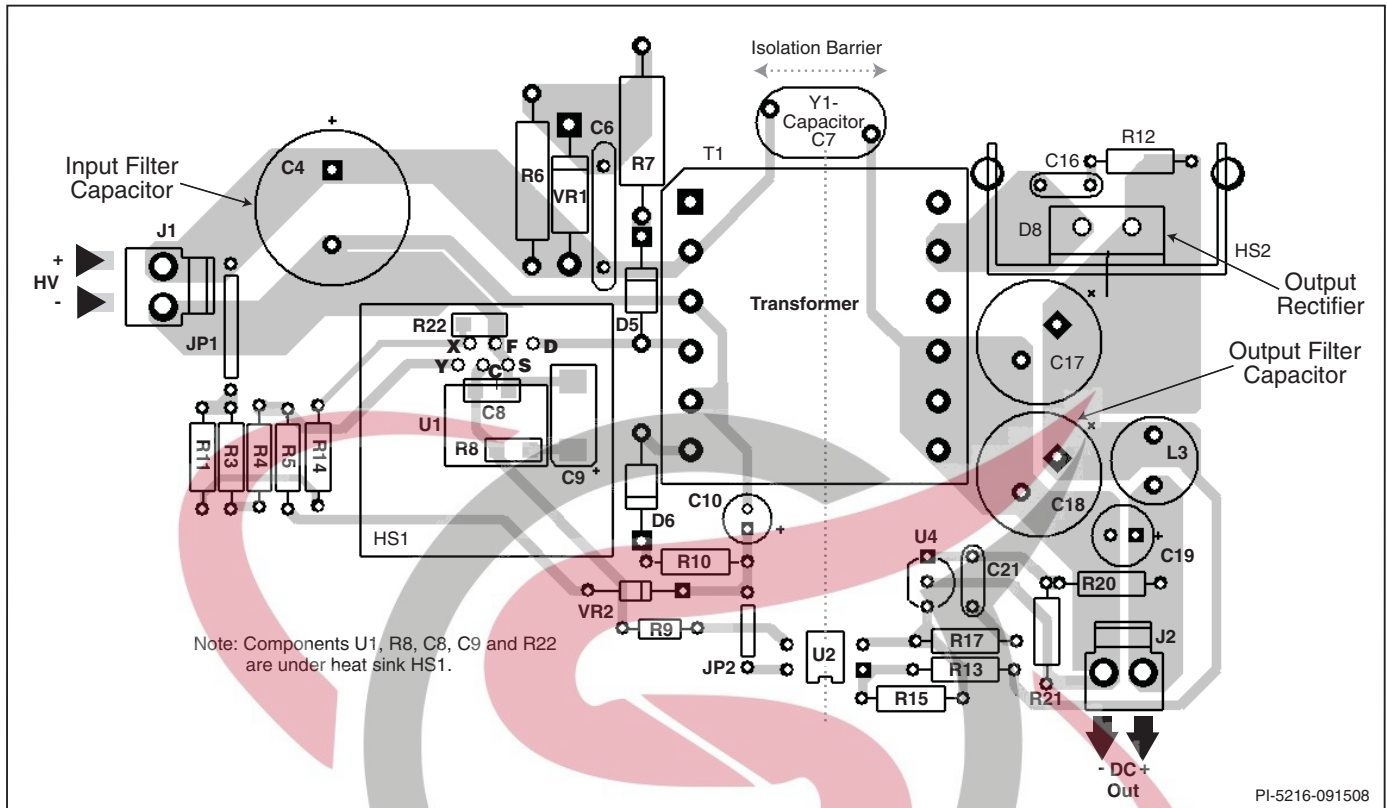 Isolation Barrier
Y1-
Capacitor
C7
+
C4
Input Filter
Capacitor
C6
R6
VR1
R7
T1
R12
C16
D8
HS2
Output
Rectifier
J1
+
HV
-
JP1
Transformer
D5
R22
X
F
D
Y
C
S
C8
U1
R8
C9
+
HS1
C17
Output Filter
Capacitor
C18
L3
R11
R3
R4
R5
R14
D6
C10
+
R10
VR2
R9
JP2
U2
U4
C21
C19
+
R20
R17
R13
R15
R21
J2
Note: Components U1, R8, C8, C9 and R22
are under heat sink HS1.
- DC +
Out
PI-5216-091508